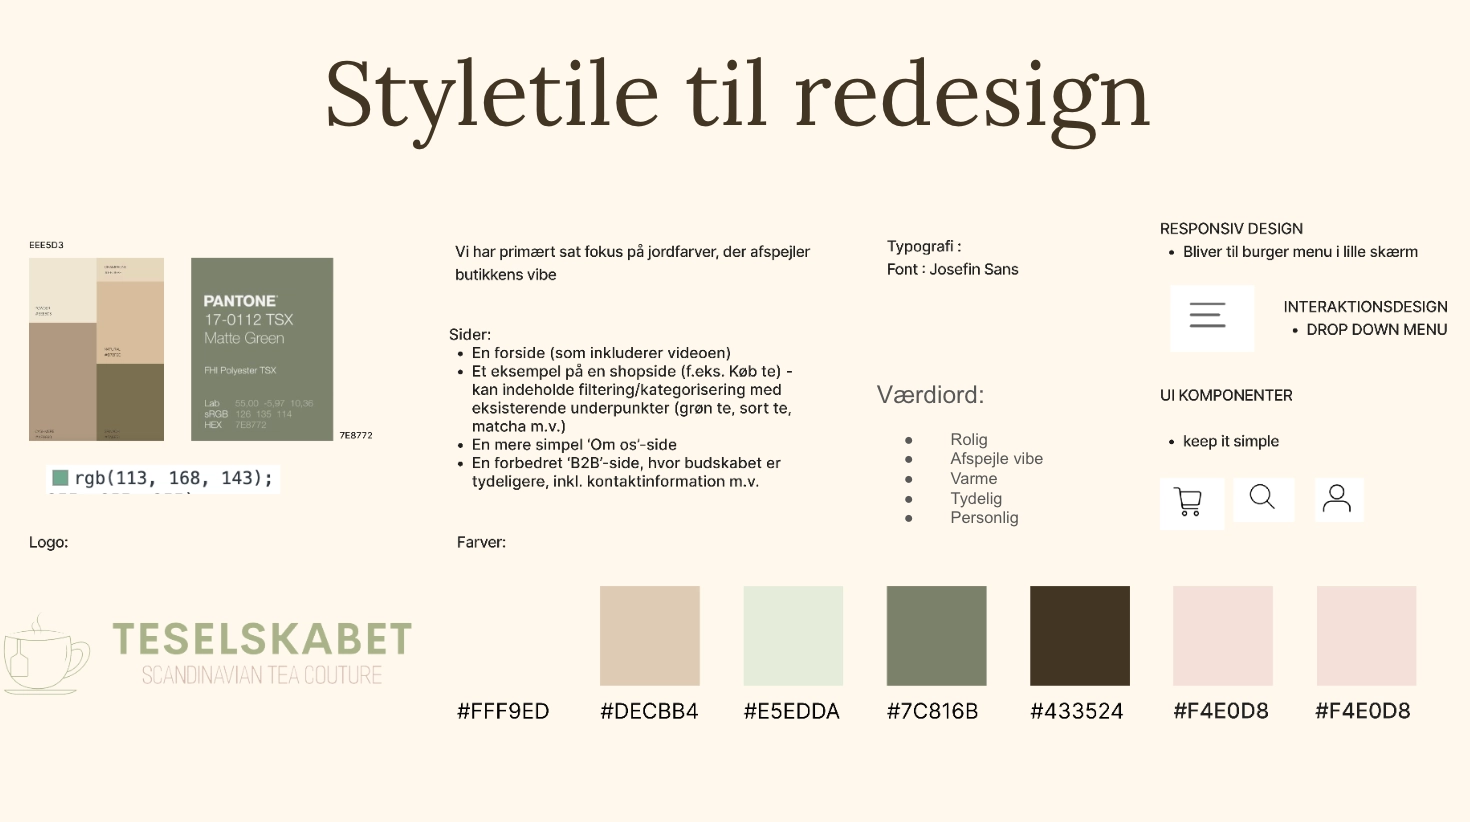 Styletile til redesign
EEE5D3
PANTONE
17-0112 TSX
Matte Green
FHI Polyester TSX
Lab 55,00 -5,97 10,36
sRGB 126 135 114
HEX 7E8772
7E8772
rgb(113, 168, 143);
Logo:
TESELSKABET
SCANDINAVIAN TEA COUTURE
Vi har primært sat fokus på jordfarver, der afspejler
butikkens vibe
Sider:
• En forside (som inkluderer videoen)
• Et eksempel på en shopside (f.eks. Køb te) -
kan indeholde filtering/kategorisering med
eksisterende underpunkter (grøn te, sort te,
matcha m.v.)
• En mere simpel ‘Om os’-side
• En forbedret ‘B2B’-side, hvor budskabet er
tydeligere, inkl. kontaktinformation m.v.
Typografi :
Font : Josefin Sans
Værdiord:
● Rolig
● Afspejle vibe
● Varme
● Tydelig
● Personlig
RESPONSIV DESIGN
• Bliver til burger menu i lille skærm
INTERAKTIONSDESIGN
• DROP DOWN MENU
UI KOMPONENTER
• keep it simple
Farver:
#FFF9ED #DECBB4 #E5EDDA #7C816B #433524 #F4E0D8 #F4E0D8